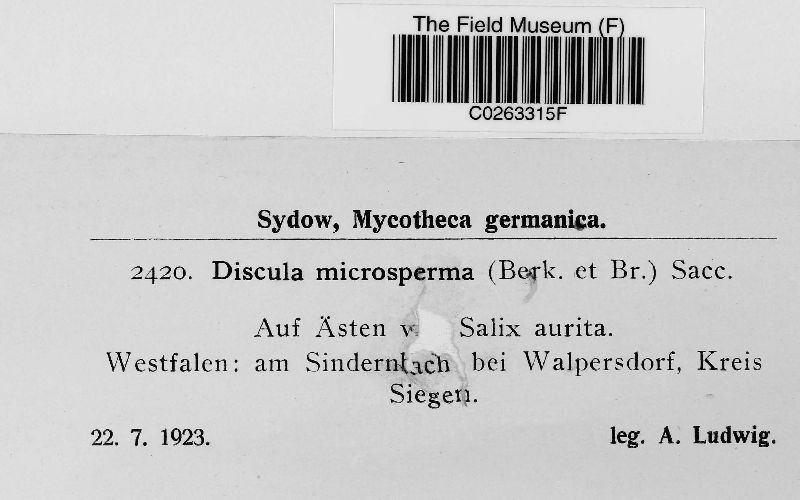 The Field Museum (F)
C0263315F
Sydow, Mycotheca germanica.
2420. Discula microsperma (Berk. et Br.) Sacc.
Auf Ästen Salix aurita.
Westfalen: am bei Walpersdorf, Kreis
Siegen.
22. 7. 1923. leg. A. Ludwig.